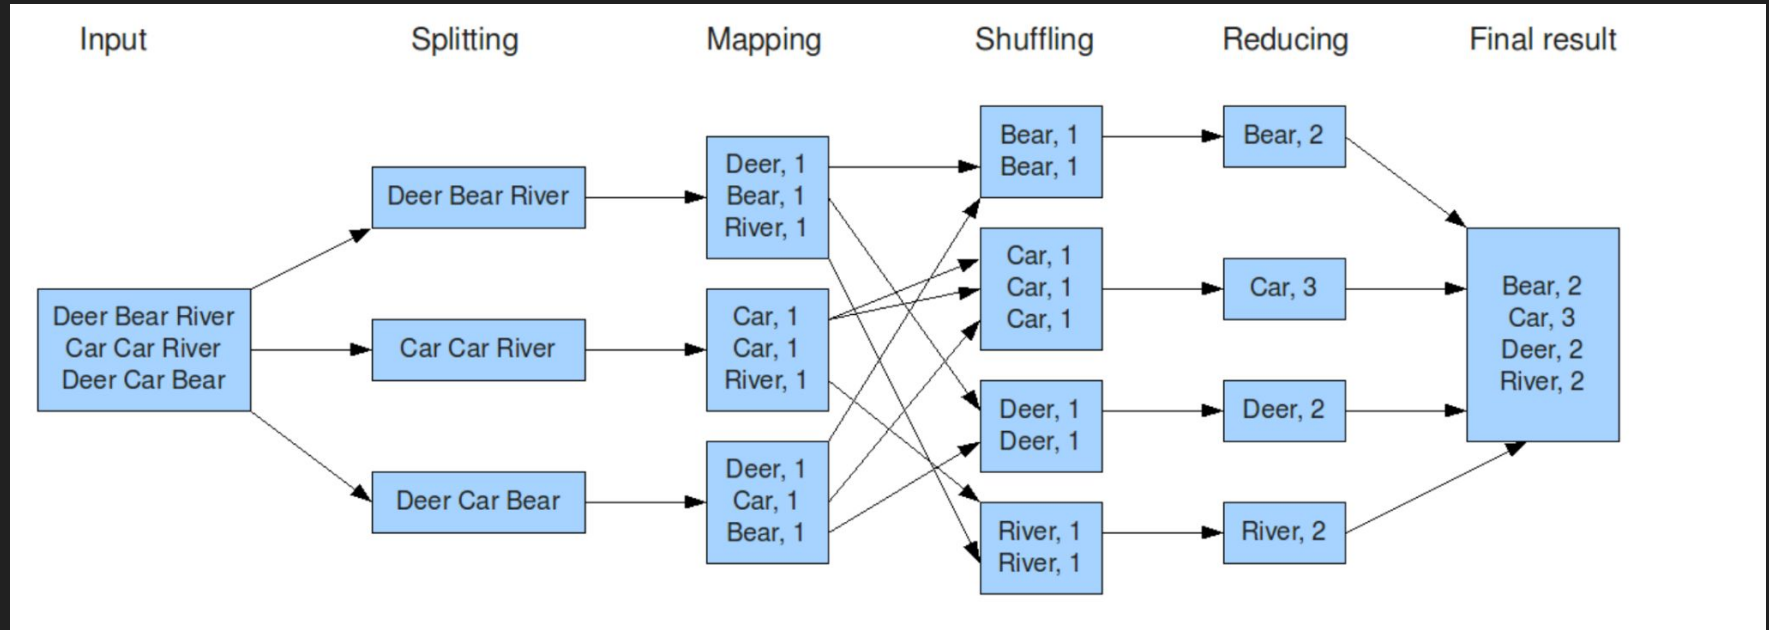 Input
Splitting
Mapping
Shuffling
Reducing
Final result
Deer Bear River
Car Car River
Deer Car Bear
Deer Bear River
Car Car River
Deer Car Bear
Deer, 1
Bear, 1
River, 1
Car, 1
Car, 1
River, 1
Deer, 1
Car, 1
Bear, 1
Bear, 1
Bear, 1
Car, 1
Car, 1
Car, 1
Deer, 1
Deer, 1
River, 1
River, 1
Bear, 2
Car, 3
Deer, 2
River, 2
Bear, 2
Car, 3
Deer, 2
River, 2